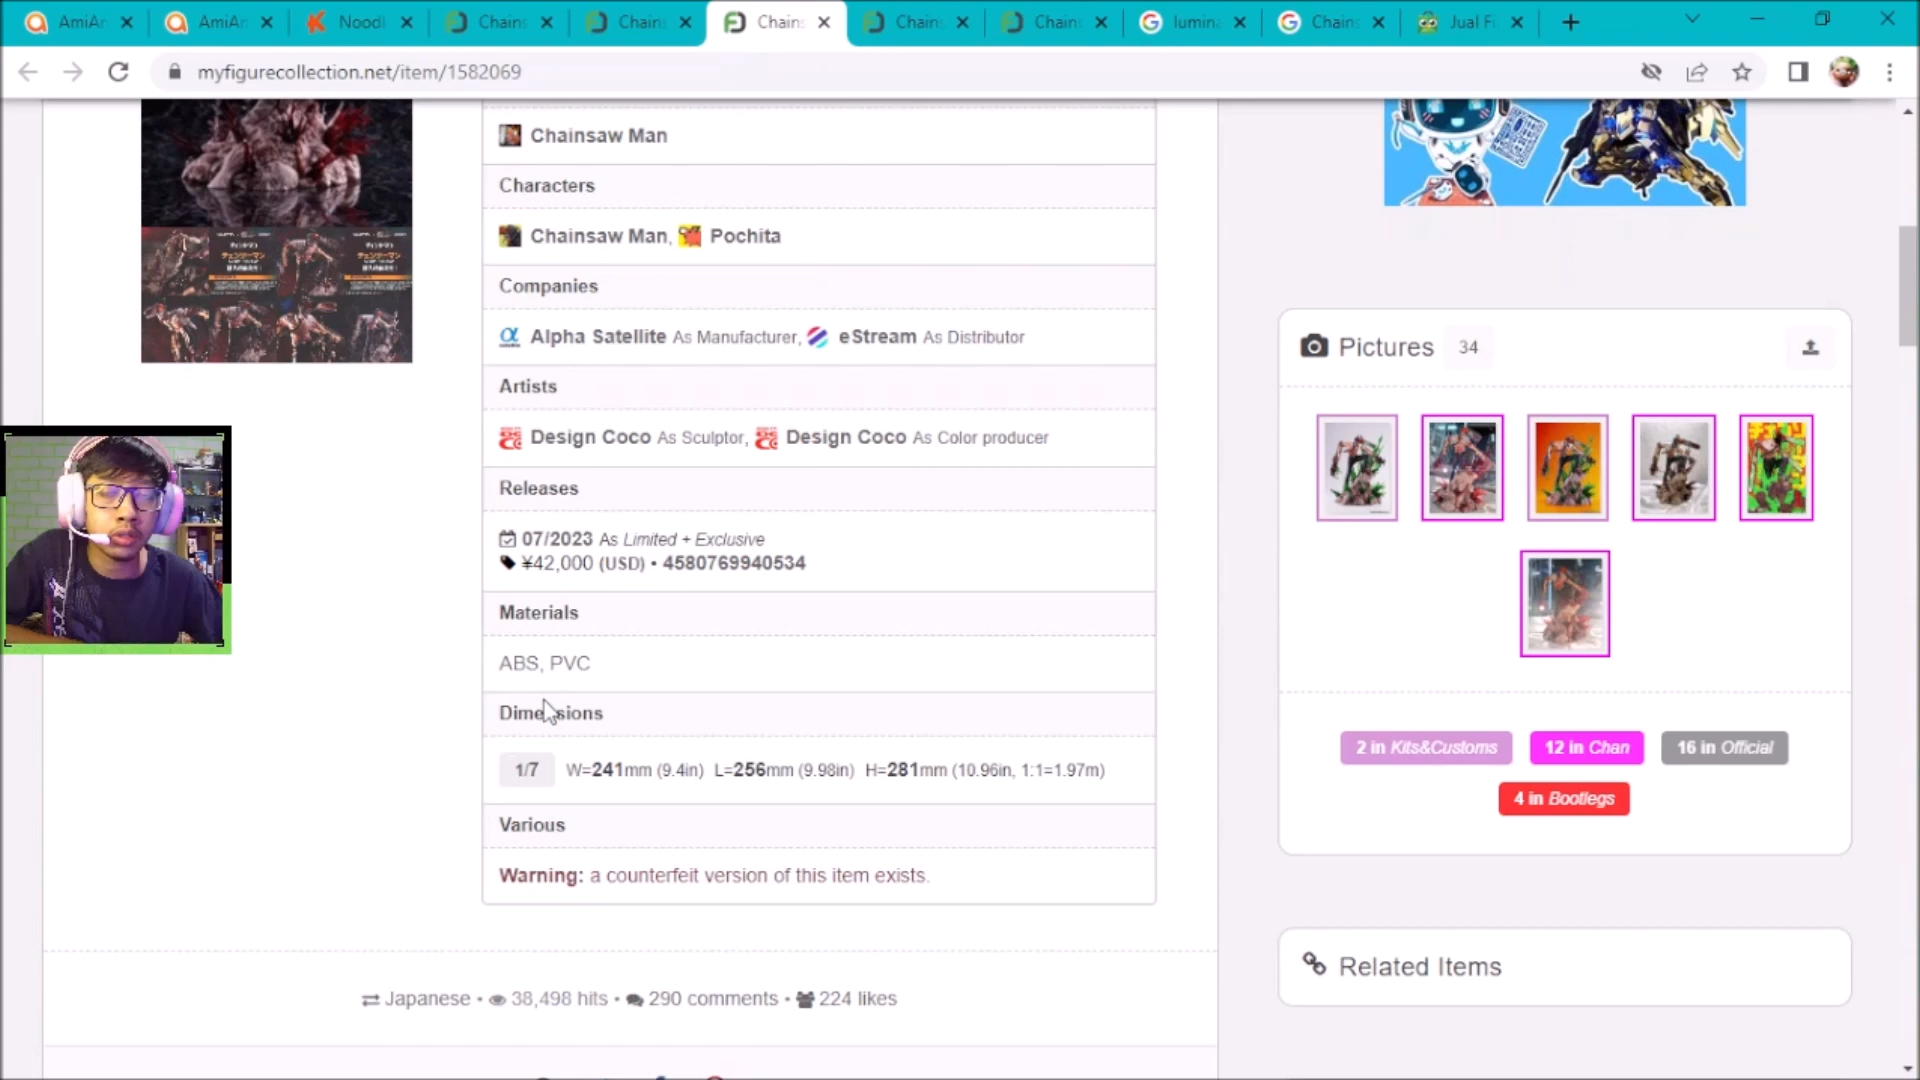 AmiAr
AmiAr
Noodl
Chains
Chain:
Chains
Chain:
Chain:
lumina
Chains
Jual Fi
myfigurecollection.net/item/1582069
Chainsaw Man
Characters
Chainsaw Man, Pochita
Companies
Alpha Satellite As Manufacturer, eStream As Distributor
Artists
Design Coco As Sculptor, Design Coco As Color producer
Releases
07/2023 As Limited + Exclusive
¥42,000 (USD) • 4580769940534
Materials
ABS, PVC
Dimensions
1/7 W=241mm (9.4in) L=256mm (9.98in) H=281mm (10.96in, 1:1=1.97m)
Various
Warning: a counterfeit version of this item exists.
Japanese • 38,498 hits • 290 comments • 224 likes
Pictures 34
2 in Kits&Customs
12 in Chan
16 in Official
4 in Bootlegs
Related Items